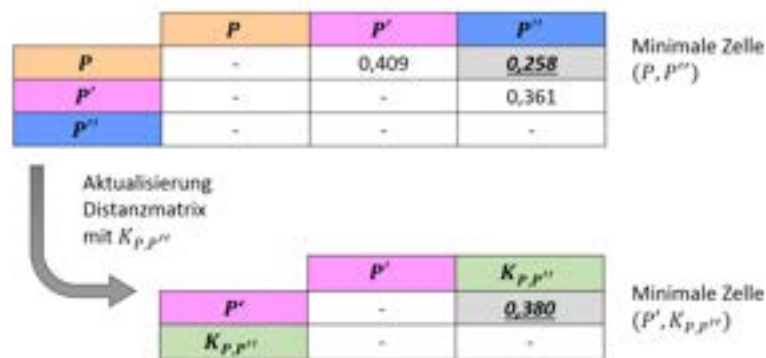 P P′ P″
P - 0,409 0,258
P′ - - 0,361
P″ - - -
Minimale Zelle
(P, P″)
Aktualisierung
Distanzmatrix
mit K_{P,P″}
P′ K_{P,P″}
P′ - 0,380
K_{P,P″} - -
Minimale Zelle
(P′, K_{P,P″})